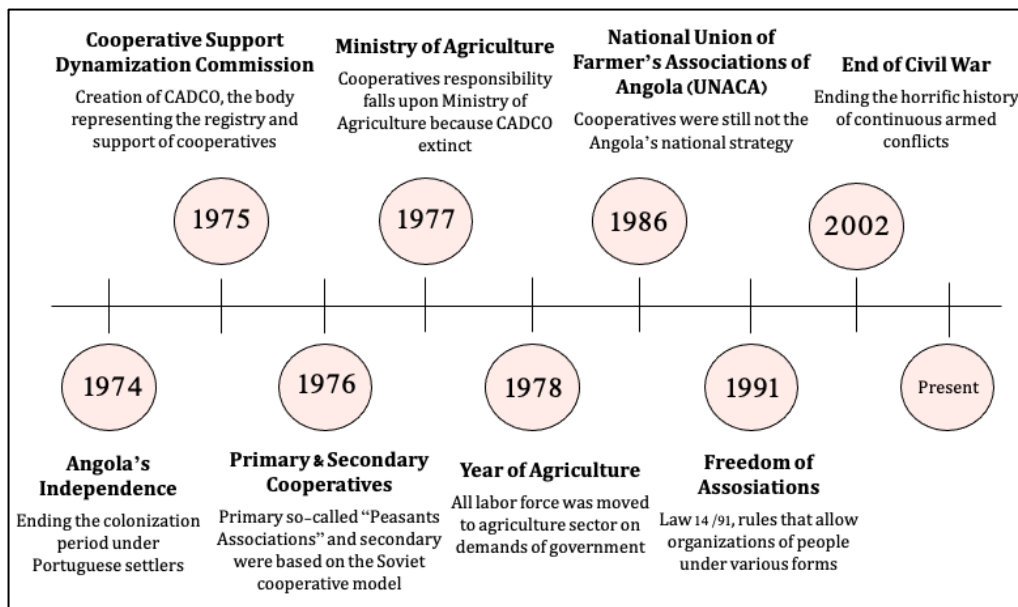 Cooperative Support
Dynamization Commission
Creation of CADCO, the body
representing the registry and
support of cooperatives
Ministry of Agriculture
Cooperatives responsibility
falls upon Ministry of
Agriculture because CADCO
extinct
National Union of
Farmer's Associations of
Angola (UNACA)
Cooperatives were still not the
Angola's national strategy
End of Civil War
Ending the horrific history
of continuous armed
conflicts
1975
1977
1986
2002
1974
1976
1978
1991
Present
Angola's
Independence
Ending the colonization
period under
Portuguese settlers
Primary & Secondary
Cooperatives
Primary so-called “Peasants
Associations” and secondary
were based on the Soviet
cooperative model
Year of Agriculture
All labor force was moved
to agriculture sector on
demands of government
Freedom of
Assosiations
Law 14 /91, rules that allow
organizations of people
under various forms